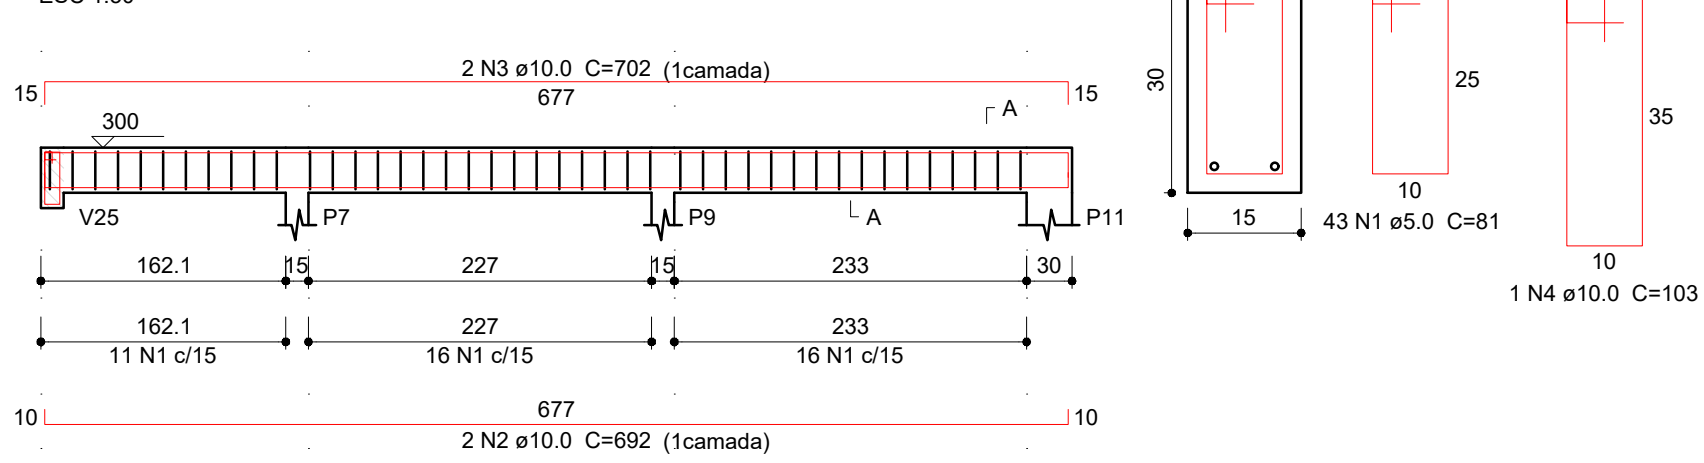 2 N3 ø10.0 C=702 (1camada)
15 677 15
A
300
V25 P7 P9 A P11
162.1 15 227 15 233 30
162.1 227 233
11 N1 c/15 16 N1 c/15 16 N1 c/15
10 677 10
2 N2 ø10.0 C=692 (1camada)
30
15
25
10
43 N1 ø5.0 C=81
35
10
1 N4 ø10.0 C=103